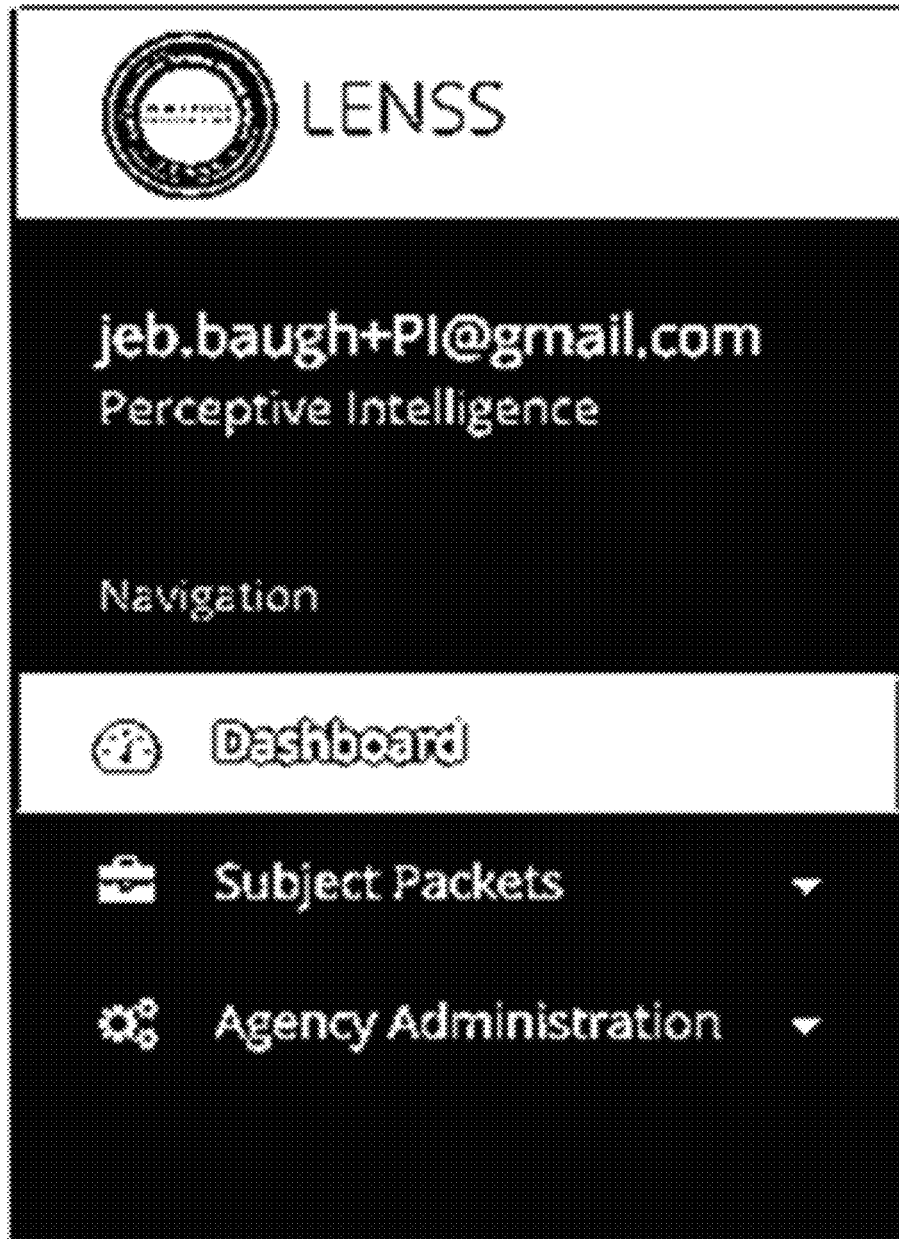 LENSS
jeb.baugh+PI@gmail.com
Perceptive Intelligence
Navigation
Dashboard
Subject Packets
Agency Administration